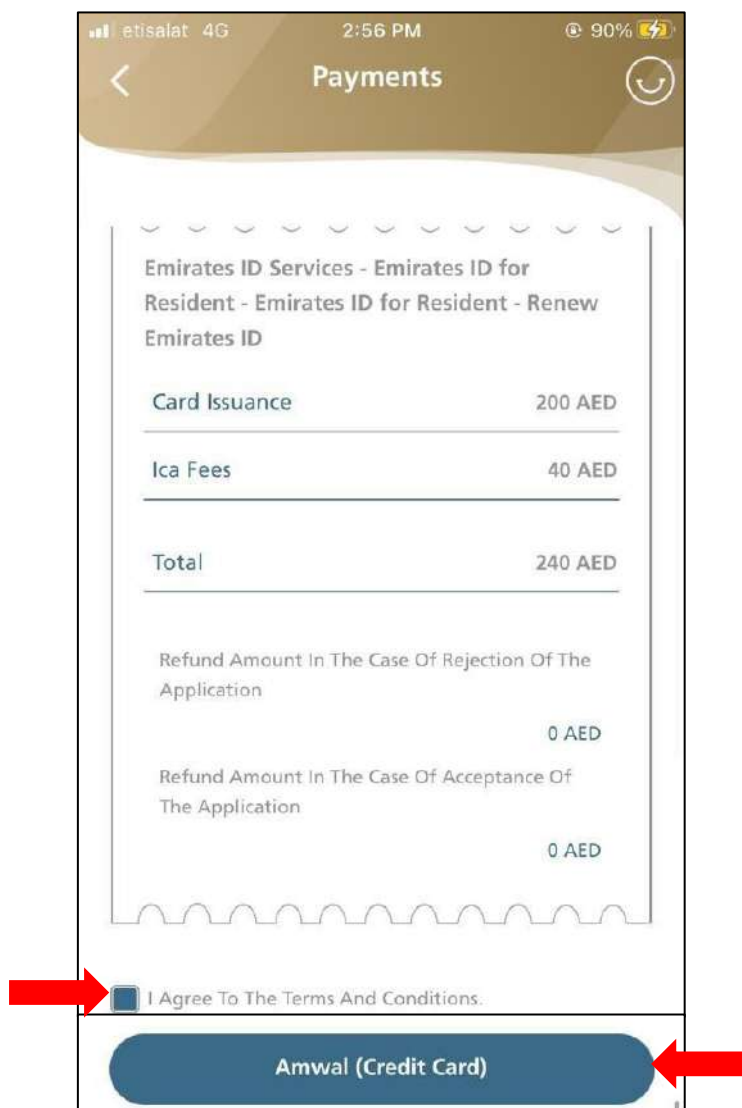 etisalat 4G 2:56 PM 90%
Payments
Emirates ID Services - Emirates ID for
Resident - Emirates ID for Resident - Renew
Emirates ID
Card Issuance 200 AED
Ica Fees 40 AED
Total 240 AED
Refund Amount In The Case Of Rejection Of The
Application
0 AED
Refund Amount In The Case Of Acceptance Of
The Application
0 AED
I Agree To The Terms And Conditions.
Amwal (Credit Card)